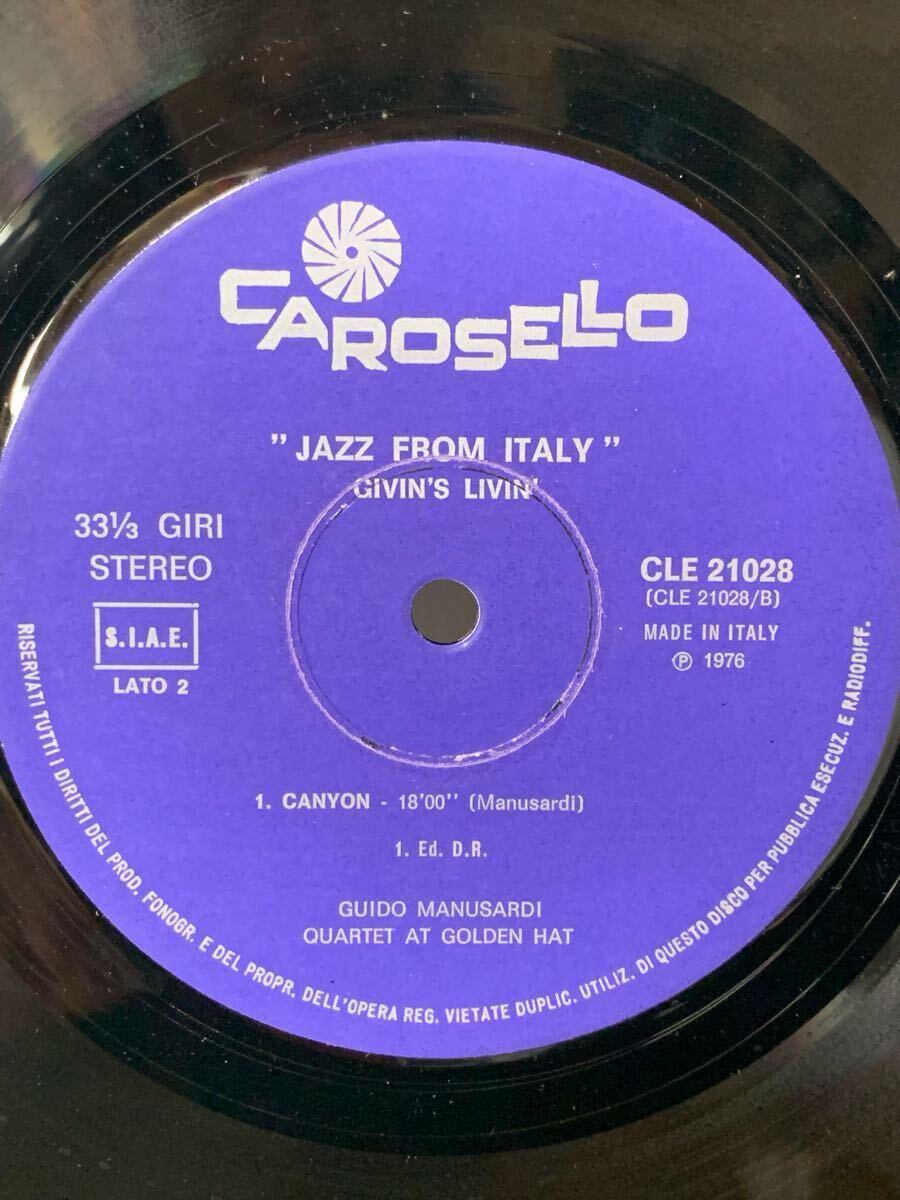 CAROSELLO
"JAZZ FROM ITALY"
GIVIN'S LIVIN'
33⅓ GIRI
STEREO
S.I.A.E.
LATO 2
CLE 21028
(CLE 21028/B)
MADE IN ITALY
Ⓟ 1976
1. CANYON - 18'00'' (Manusardi)
1. Ed. D.R.
GUIDO MANUSARDI
QUARTET AT GOLDEN HAT
RISERVATI TUTTI I DIRITTI DEL PROD. FONOGR. E DEL PROPR. DELL'OPERA REG. VIETATE DUPLIC. UTILIZ. DI QUESTO DISCO PER PUBBLICA ESECUZ. E RADIODIFF.